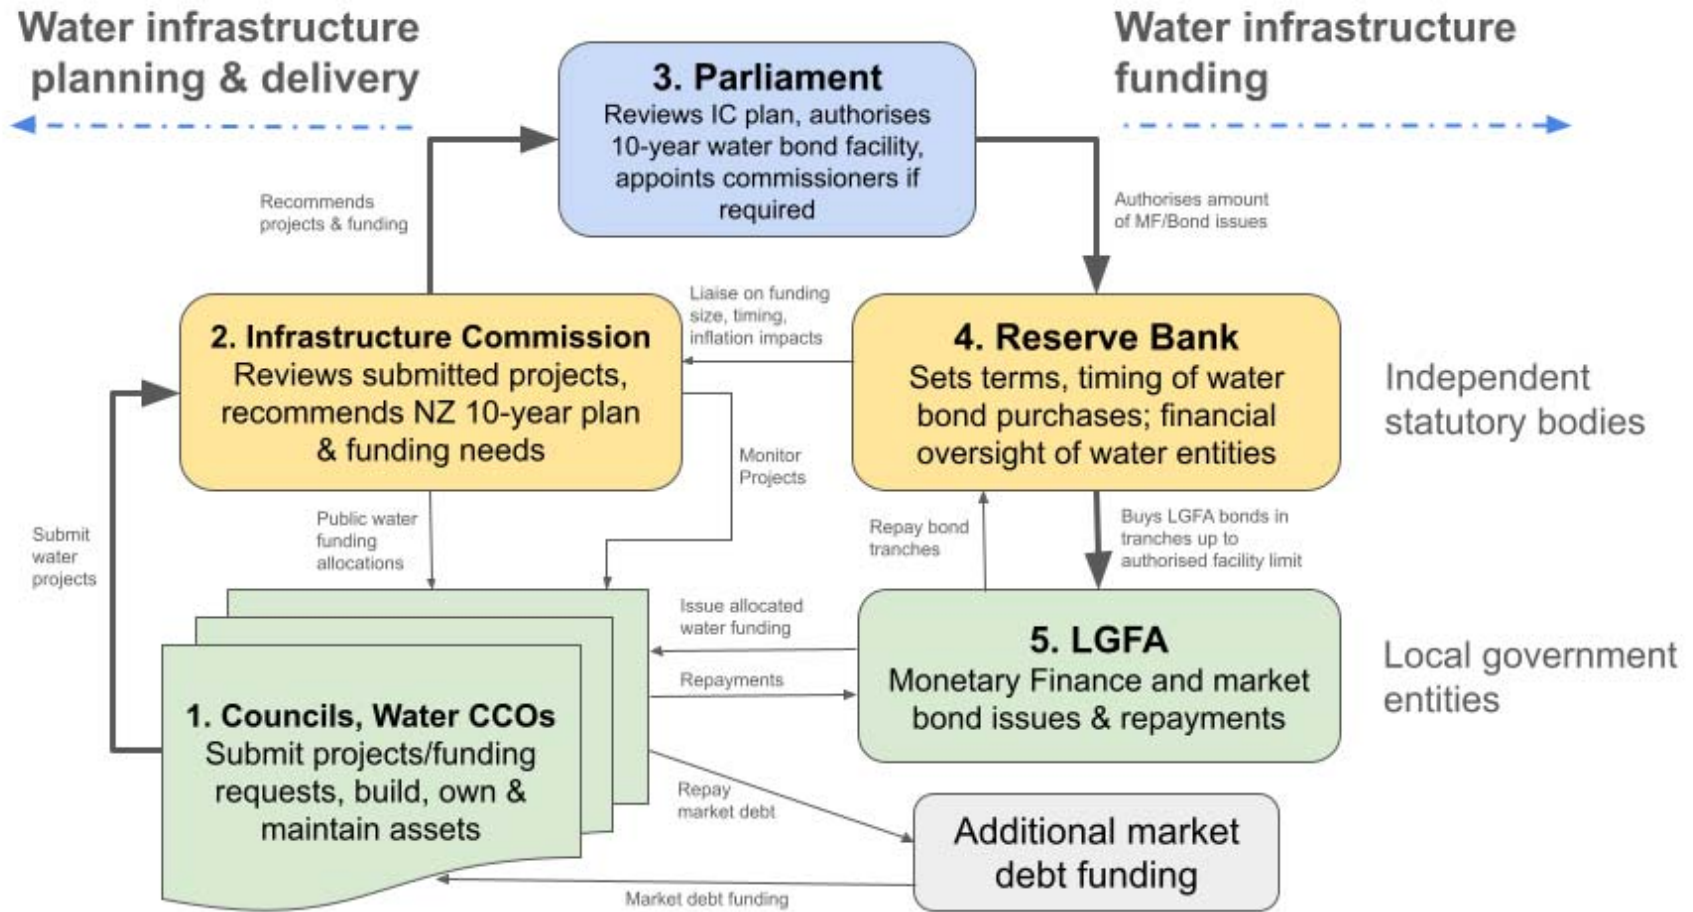 Water infrastructure
planning & delivery
Water infrastructure
funding
3. Parliament
Reviews IC plan, authorises
10-year water bond facility,
appoints commissioners if
required
Recommends
projects & funding
Authorises amount
of MF/Bond issues
Liaise on funding
size, timing,
inflation impacts
2. Infrastructure Commission
Reviews submitted projects,
recommends NZ 10-year plan
& funding needs
4. Reserve Bank
Sets terms, timing of water
bond purchases; financial
oversight of water entities
Independent
statutory bodies
Monitor
Projects
Submit
water
projects
Public water
funding
allocations
Repay bond
tranches
Buys LGFA bonds in
tranches up to
authorised facility limit
Issue allocated
water funding
Repayments
5. LGFA
Monetary Finance and market
bond issues & repayments
Local government
entities
1. Councils, Water CCOs
Submit projects/funding
requests, build, own &
maintain assets
Repay
market debt
Additional market
debt funding
Market debt funding